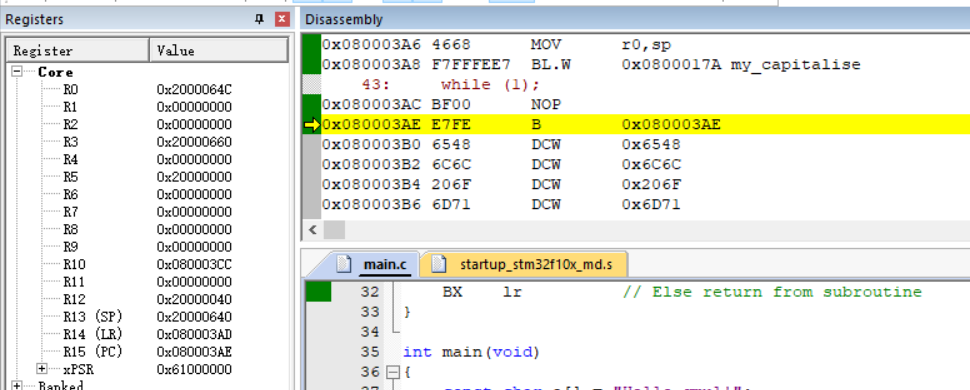 Registers
Register Value
Core
R0 0x2000064C
R1 0x00000000
R2 0x00000000
R3 0x20000660
R4 0x00000000
R5 0x20000000
R6 0x00000000
R7 0x00000000
R8 0x00000000
R9 0x00000000
R10 0x080003CC
R11 0x00000000
R12 0x20000040
R13 (SP) 0x20000640
R14 (LR) 0x080003AD
R15 (PC) 0x080003AE
xPSR 0x61000000
Banked
Disassembly
0x080003A6 4668 MOV r0,sp
0x080003A8 F7FFFEE7 BL.W 0x0800017A my_capitalise
43: while (1);
0x080003AC BF00 NOP
0x080003AE E7FE B 0x080003AE
0x080003B0 6548 DCW 0x6548
0x080003B2 6C6C DCW 0x6C6C
0x080003B4 206F DCW 0x206F
0x080003B6 6D71 DCW 0x6D71
main.c startup_stm32f10x_md.s
32 BX lr // Else return from subroutine
33 }
34
35 int main(void)
36 {